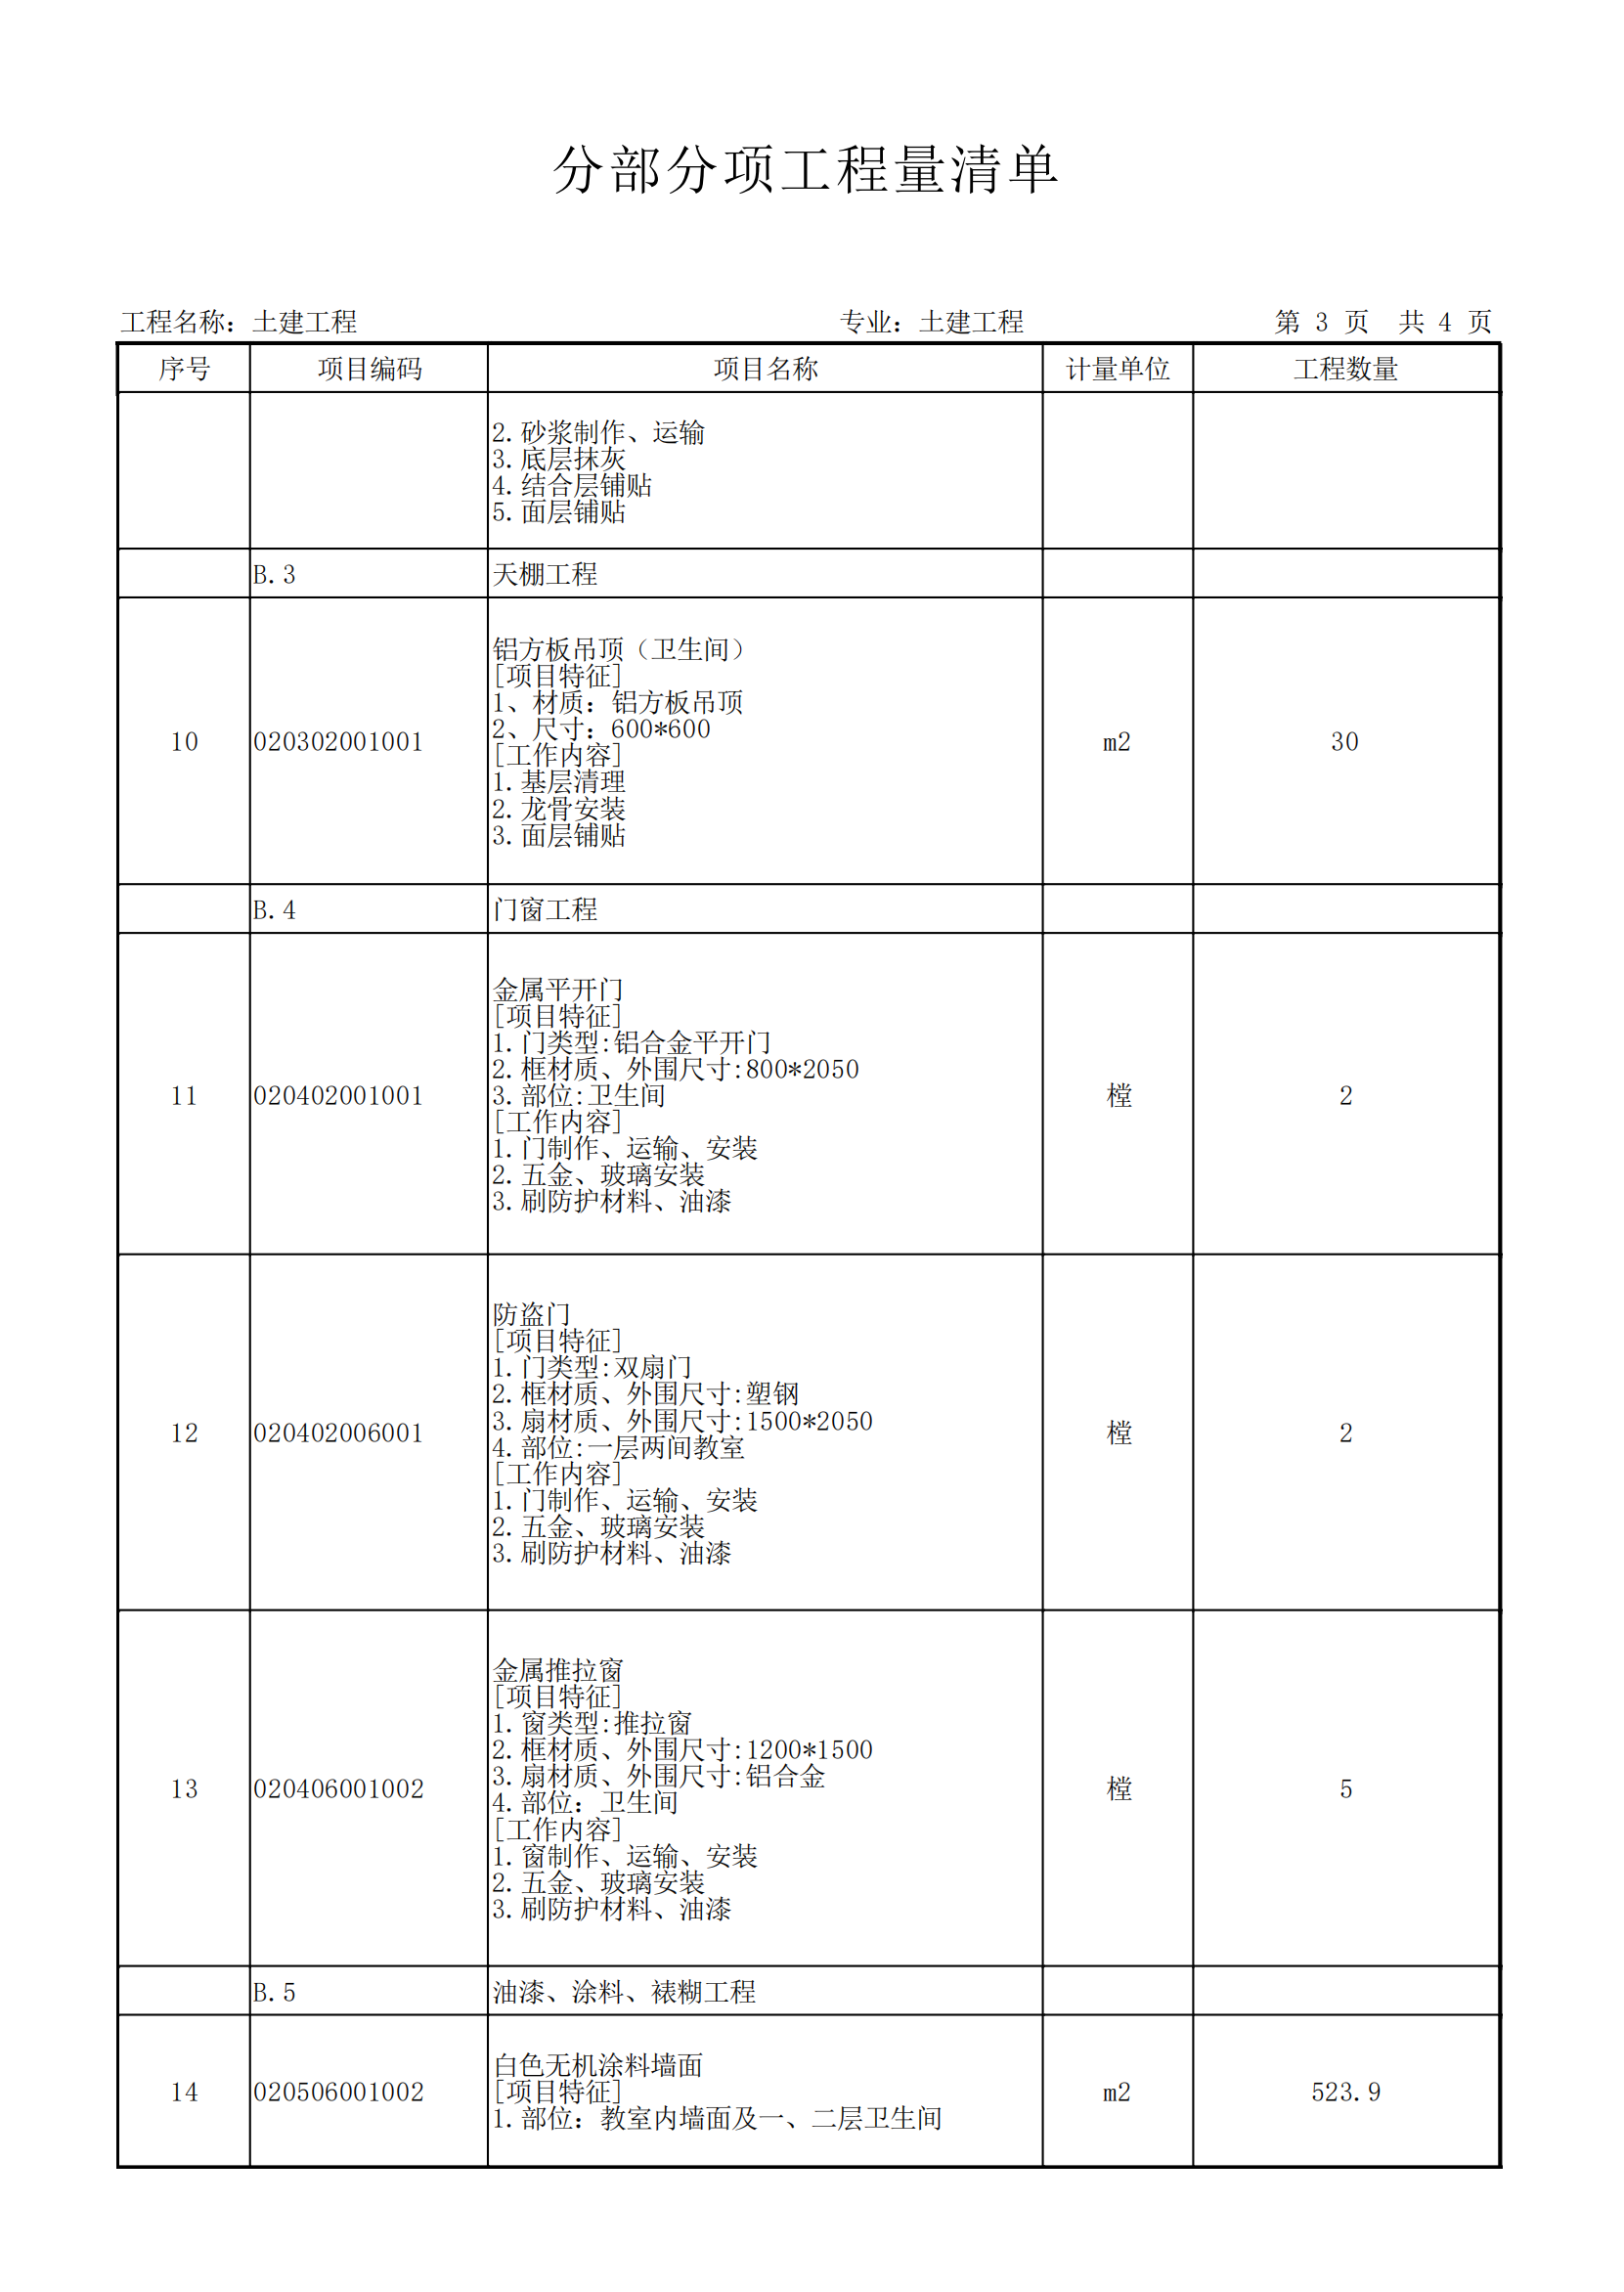 分部分项工程量清单
工程名称：土建工程 专业：土建工程 第 3 页 共 4 页
序号 项目编码 项目名称 计量单位 工程数量
2.砂浆制作、运输
3.底层抹灰
4.结合层铺贴
5.面层铺贴
B.3 天棚工程
铝方板吊顶（卫生间）
[项目特征]
1、材质：铝方板吊顶
2、尺寸：600*600
10 020302001001 [工作内容] m2 30
1.基层清理
2.龙骨安装
3.面层铺贴
B.4 门窗工程
金属平开门
[项目特征]
1.门类型:铝合金平开门
2.框材质、外围尺寸:800*2050
11 020402001001 3.部位:卫生间 樘 2
[工作内容]
1.门制作、运输、安装
2.五金、玻璃安装
3.刷防护材料、油漆
防盗门
[项目特征]
1.门类型:双扇门
2.框材质、外围尺寸:塑钢
3.扇材质、外围尺寸:1500*2050
12 020402006001 4.部位:一层两间教室 樘 2
[工作内容]
1.门制作、运输、安装
2.五金、玻璃安装
3.刷防护材料、油漆
金属推拉窗
[项目特征]
1.窗类型:推拉窗
2.框材质、外围尺寸:1200*1500
13 020406001002 3.扇材质、外围尺寸:铝合金 樘 5
4.部位：卫生间
[工作内容]
1.窗制作、运输、安装
2.五金、玻璃安装
3.刷防护材料、油漆
B.5 油漆、涂料、裱糊工程
白色无机涂料墙面
14 020506001002 [项目特征] m2 523.9
1.部位：教室内墙面及一、二层卫生间